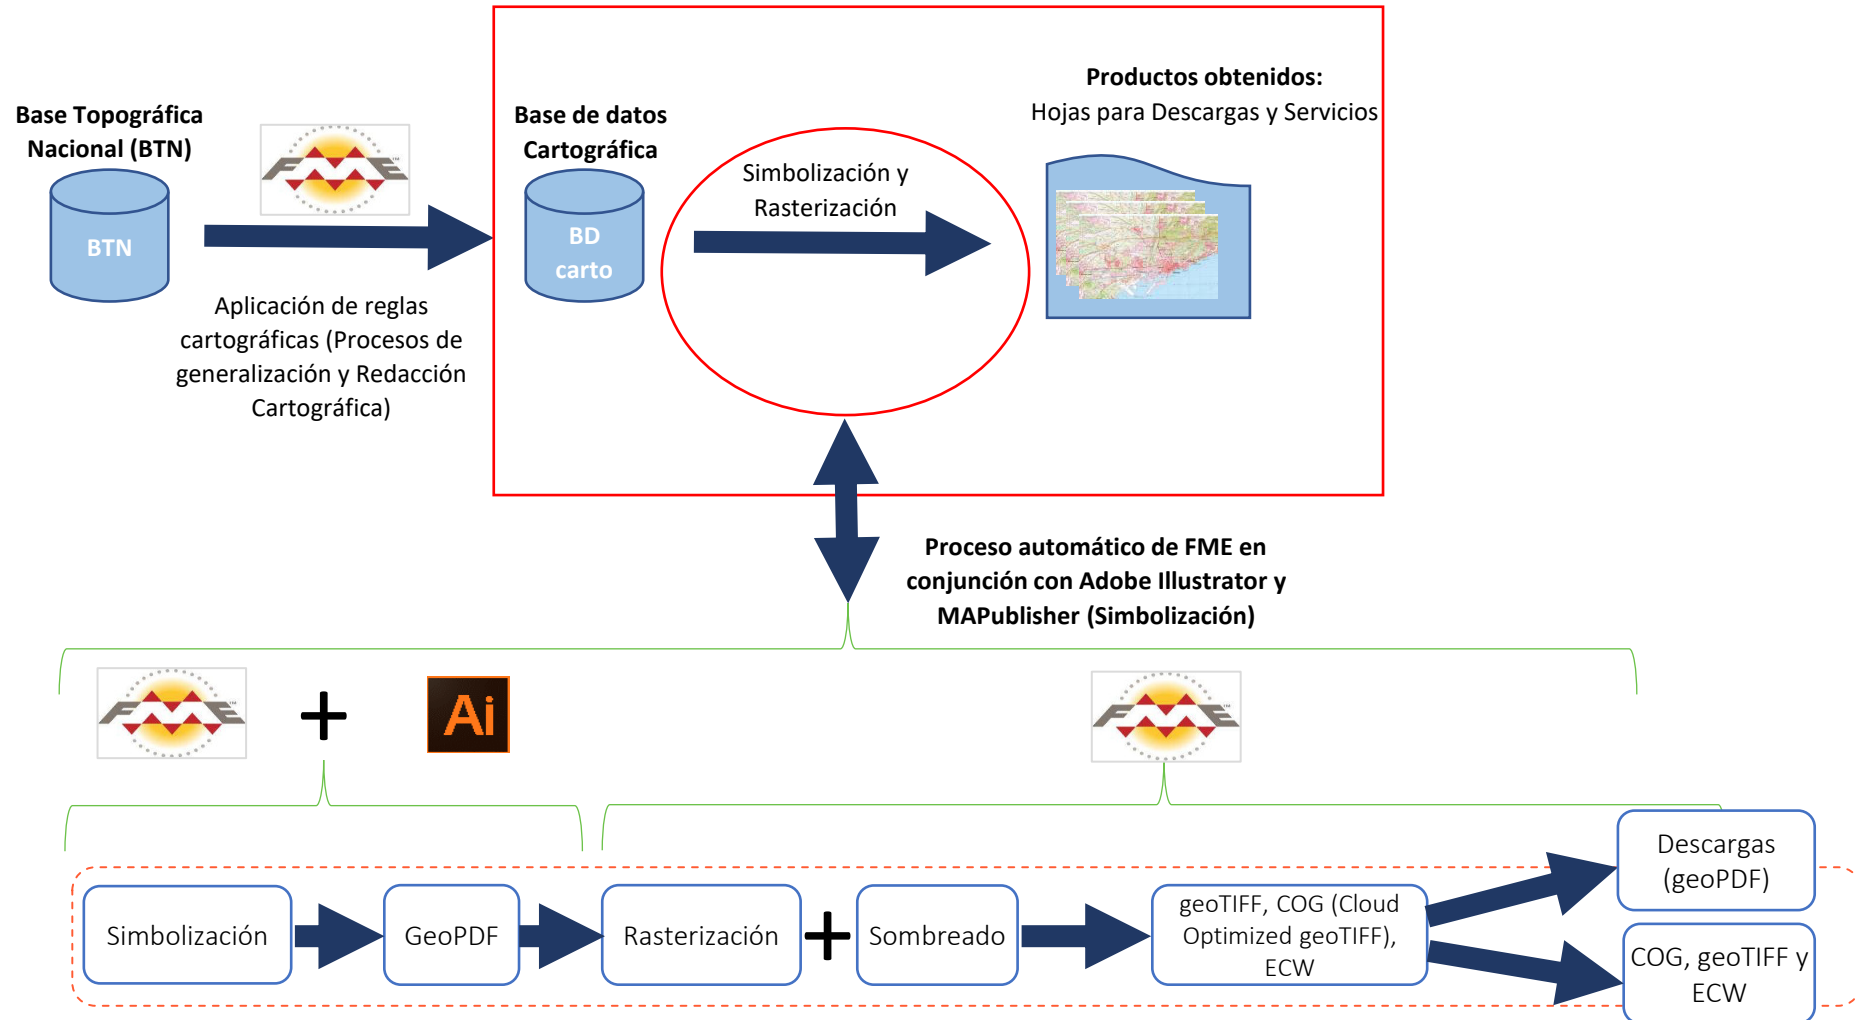 Base Topográfica
Nacional (BTN)
FME
BTN
Aplicación de reglas
cartográficas (Procesos de
generalización y Redacción
Cartográfica)
Base de datos
Cartográfica
BD
carto
Simbolización y
Rasterización
Productos obtenidos:
Hojas para Descargas y Servicios
Proceso automático de FME en
conjunción con Adobe Illustrator y
MAPublisher (Simbolización)
FME
+
Ai
FME
Simbolización
GeoPDF
Rasterización
+
Sombreado
geoTIFF, COG (Cloud
Optimized geoTIFF),
ECW
Descargas
(geoPDF)
COG, geoTIFF y
ECW